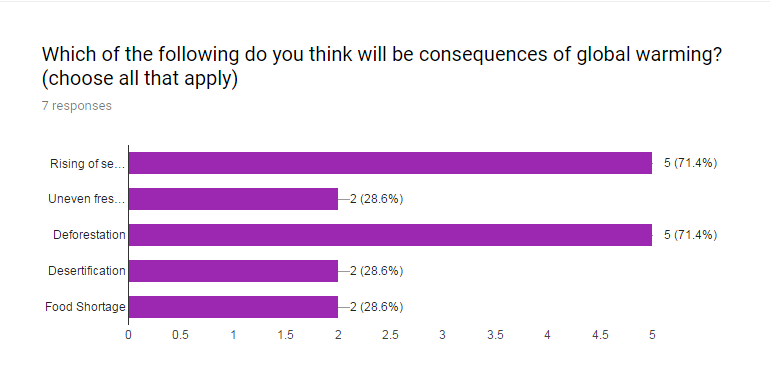 Which of the following do you think will be consequences of global warming?
(choose all that apply)
7 responses
Rising of se... 5 (71.4%)
Uneven fres... 2 (28.6%)
Deforestation 5 (71.4%)
Desertification 2 (28.6%)
Food Shortage 2 (28.6%)
0 0.5 1 1.5 2 2.5 3 3.5 4 4.5 5